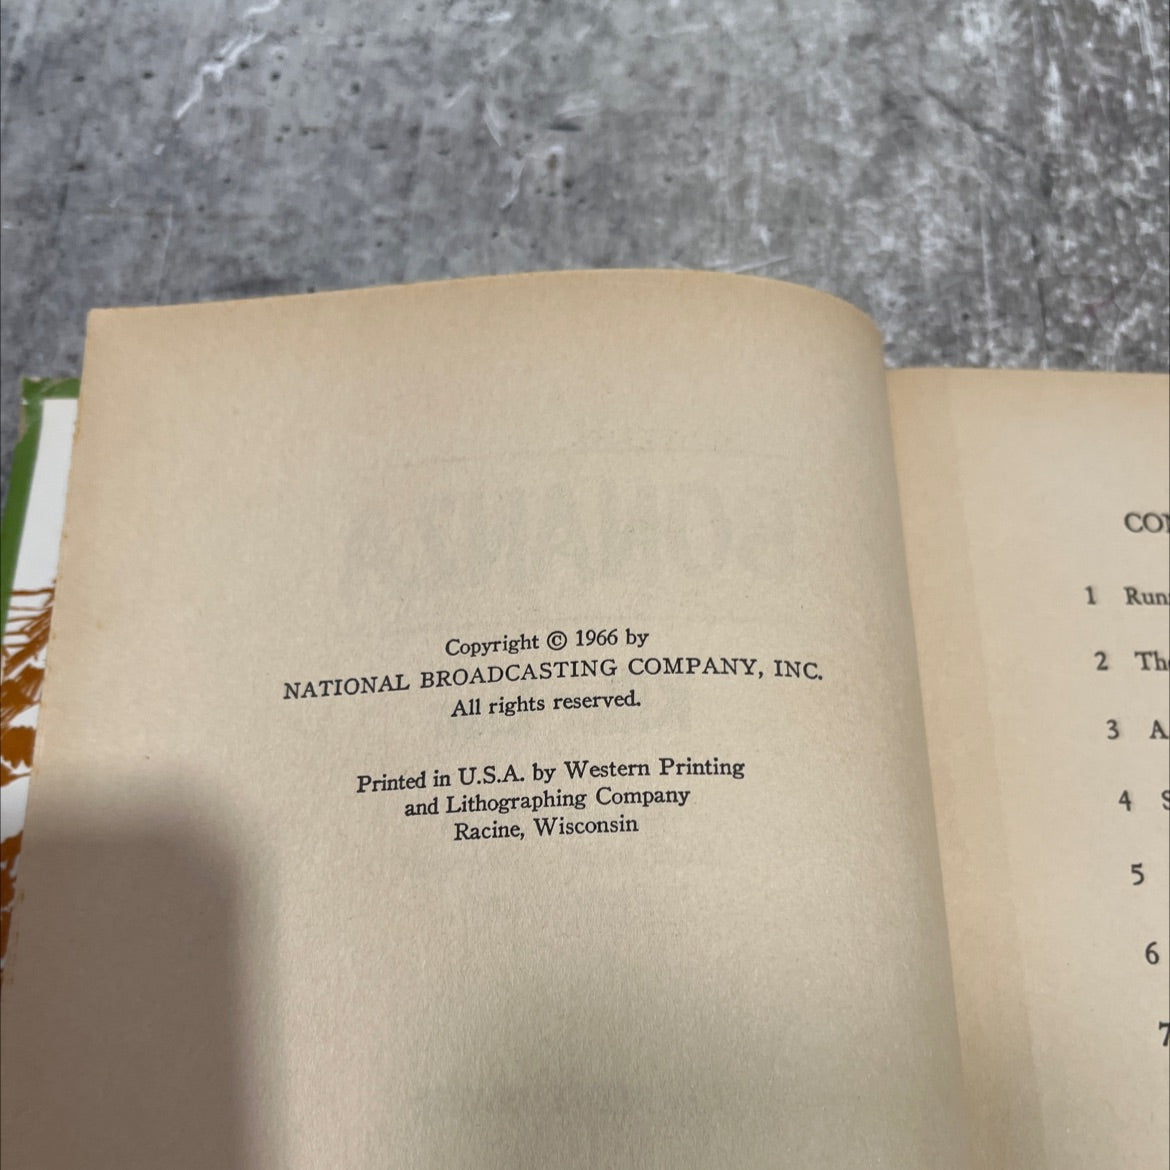 Copyright © 1966 by
NATIONAL BROADCASTING COMPANY, INC.
All rights reserved.
Printed in U.S.A. by Western Printing
and Lithographing Company
Racine, Wisconsin
1
2
3 A
4
5
6
7